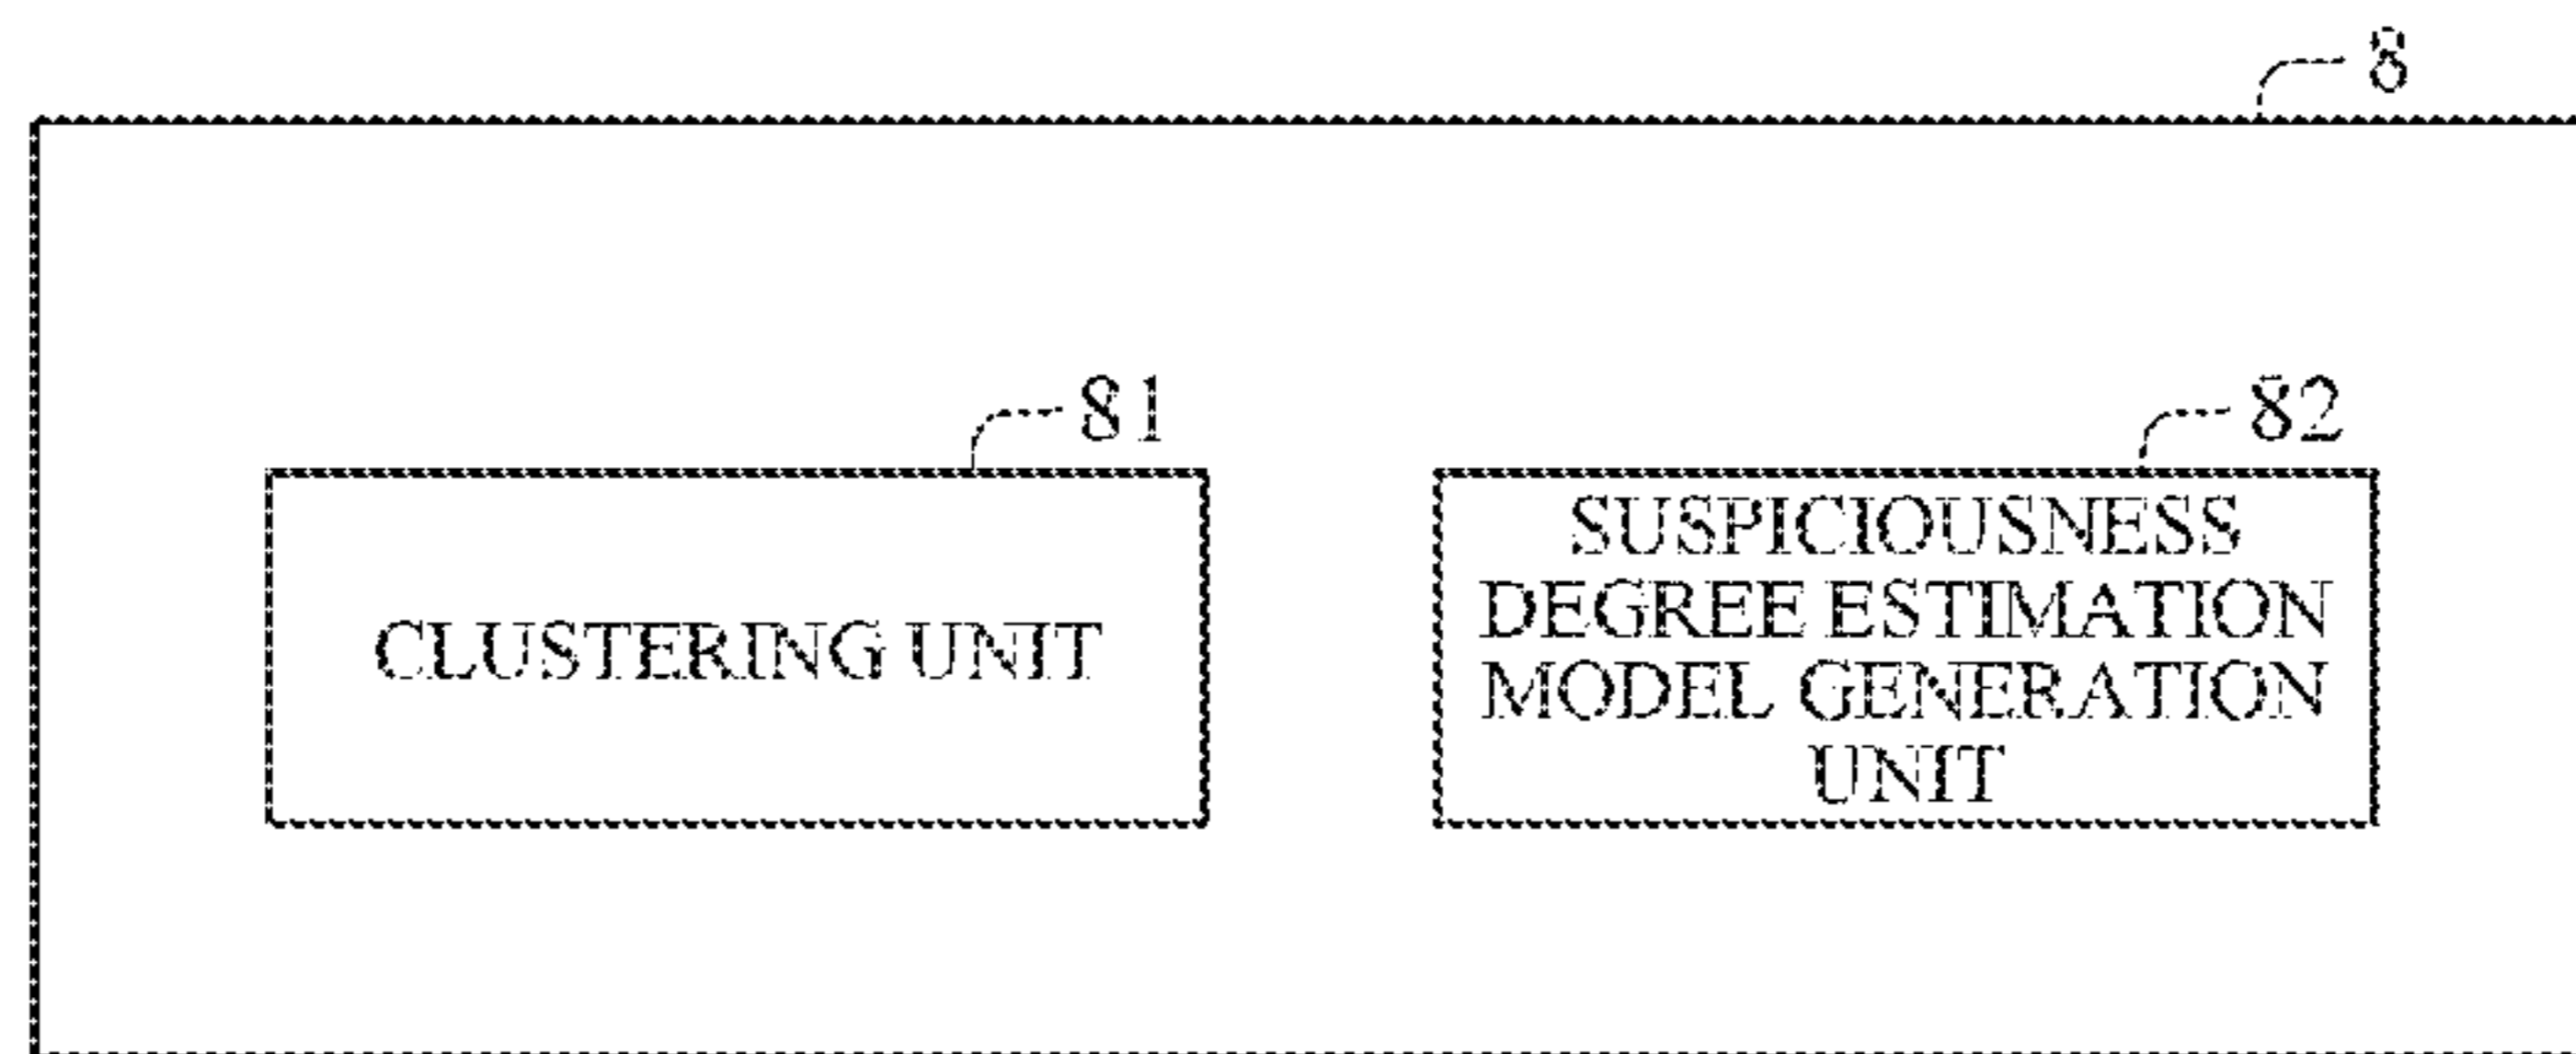 8
81
82
CLUSTERING UNIT
SUSPICIOUSNESS
DEGREE ESTIMATION
MODEL GENERATION
UNIT